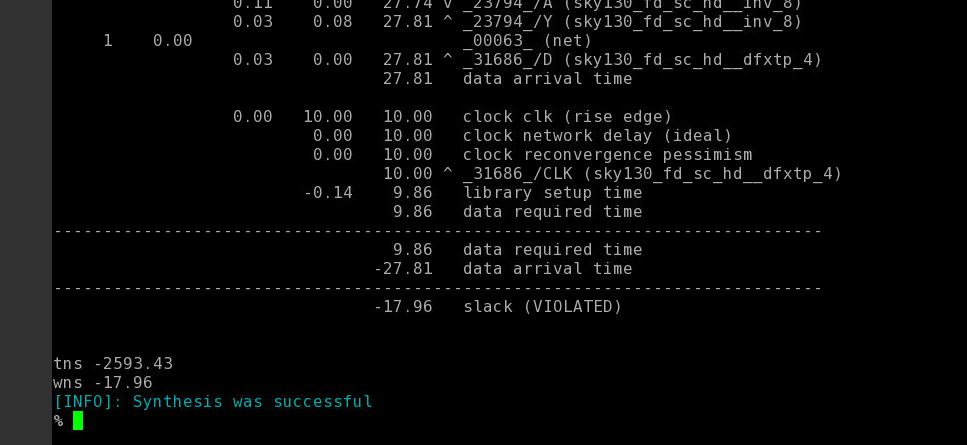 0.11 0.00 27.74 v _23794_/A (sky130_fd_sc_hd__inv_8)
0.03 0.08 27.81 ^ _23794_/Y (sky130_fd_sc_hd__inv_8)
1 0.00 _00063_ (net)
0.03 0.00 27.81 ^ _31686_/D (sky130_fd_sc_hd__dfxtp_4)
27.81 data arrival time
0.00 10.00 10.00 clock clk (rise edge)
0.00 10.00 clock network delay (ideal)
0.00 10.00 clock reconvergence pessimism
10.00 ^ _31686_/CLK (sky130_fd_sc_hd__dfxtp_4)
-0.14 9.86 library setup time
9.86 data required time
-----------------------------------------------------------------------------
9.86 data required time
-27.81 data arrival time
-----------------------------------------------------------------------------
-17.96 slack (VIOLATED)
tns -2593.43
wns -17.96
[INFO]: Synthesis was successful
%